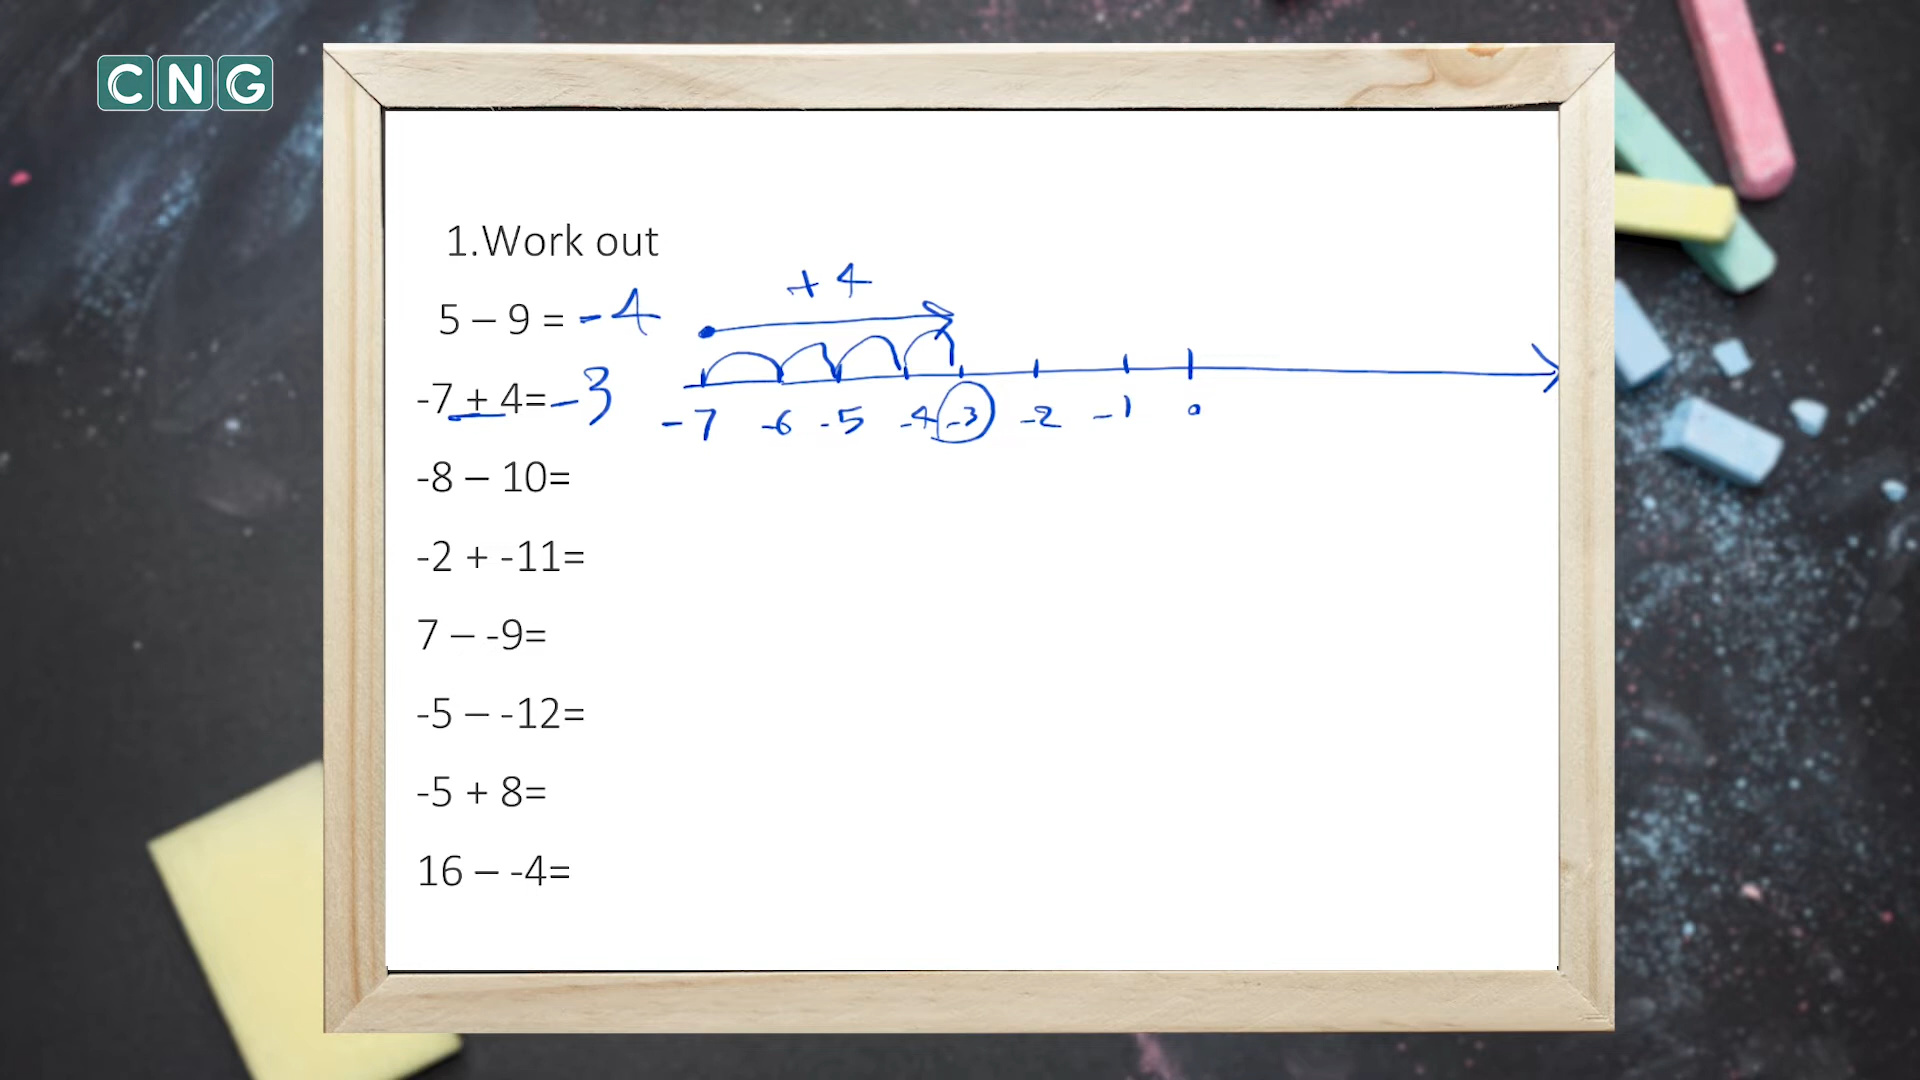 CNG
1.Work out
+4
5 – 9 = -4
-7 + 4= -3
-7 -6 -5 -4 -3 -2 -1 0
-8 – 10=
-2 + -11=
7 – -9=
-5 – -12=
-5 + 8=
16 – -4=